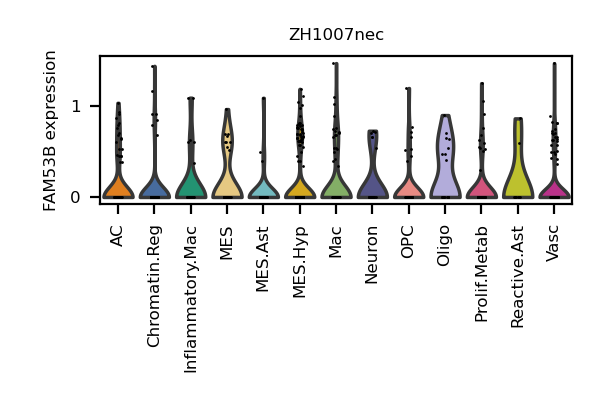 ZH1007nec
FAM53B expression
1
0
AC
Chromatin.Reg
Inflammatory.Mac
MES
MES.Ast
MES.Hyp
Mac
Neuron
OPC
Oligo
Prolif.Metab
Reactive.Ast
Vasc